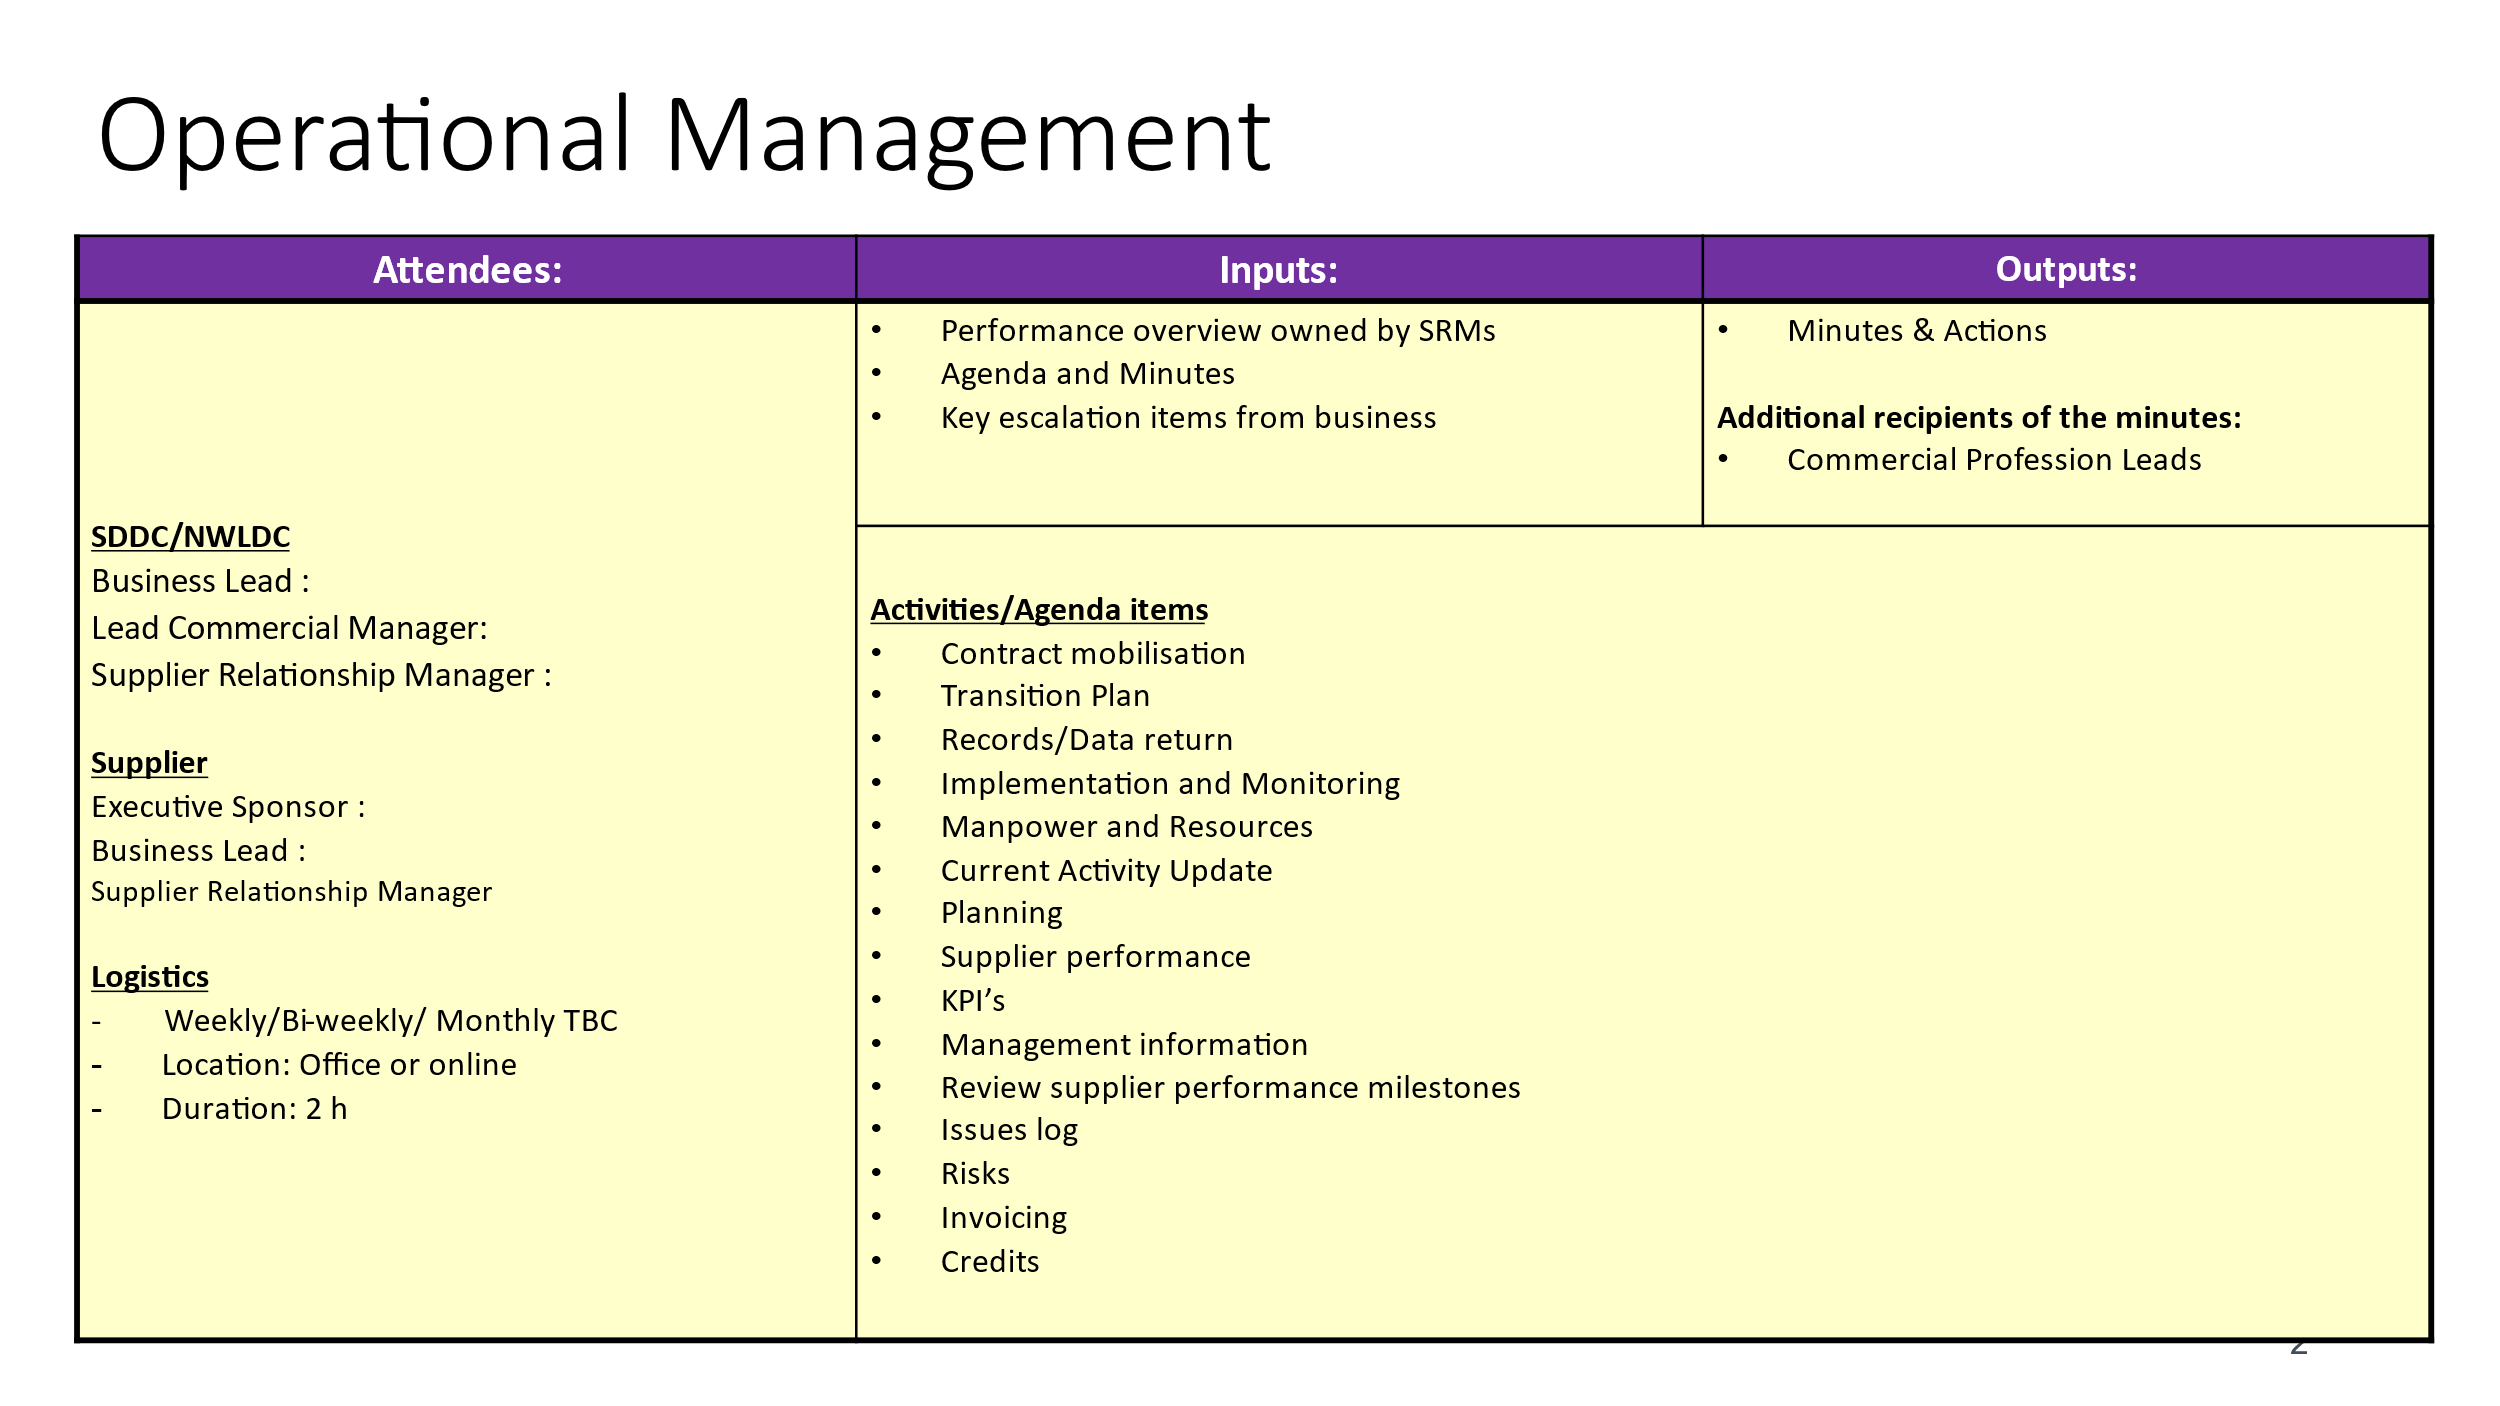 Operational Management
Attendees:
Inputs:
Outputs:
SDDC/NWLDC
Business Lead :
Lead Commercial Manager:
Supplier Relationship Manager :
Supplier
Executive Sponsor :
Business Lead :
Supplier Relationship Manager
Logistics
- Weekly/Bi-weekly/ Monthly TBC
- Location: Office or online
- Duration: 2 h
• Performance overview owned by SRMs
• Agenda and Minutes
• Key escalation items from business
• Minutes & Actions
Additional recipients of the minutes:
• Commercial Profession Leads
Activities/Agenda items
• Contract mobilisation
• Transition Plan
• Records/Data return
• Implementation and Monitoring
• Manpower and Resources
• Current Activity Update
• Planning
• Supplier performance
• KPI’s
• Management information
• Review supplier performance milestones
• Issues log
• Risks
• Invoicing
• Credits
2